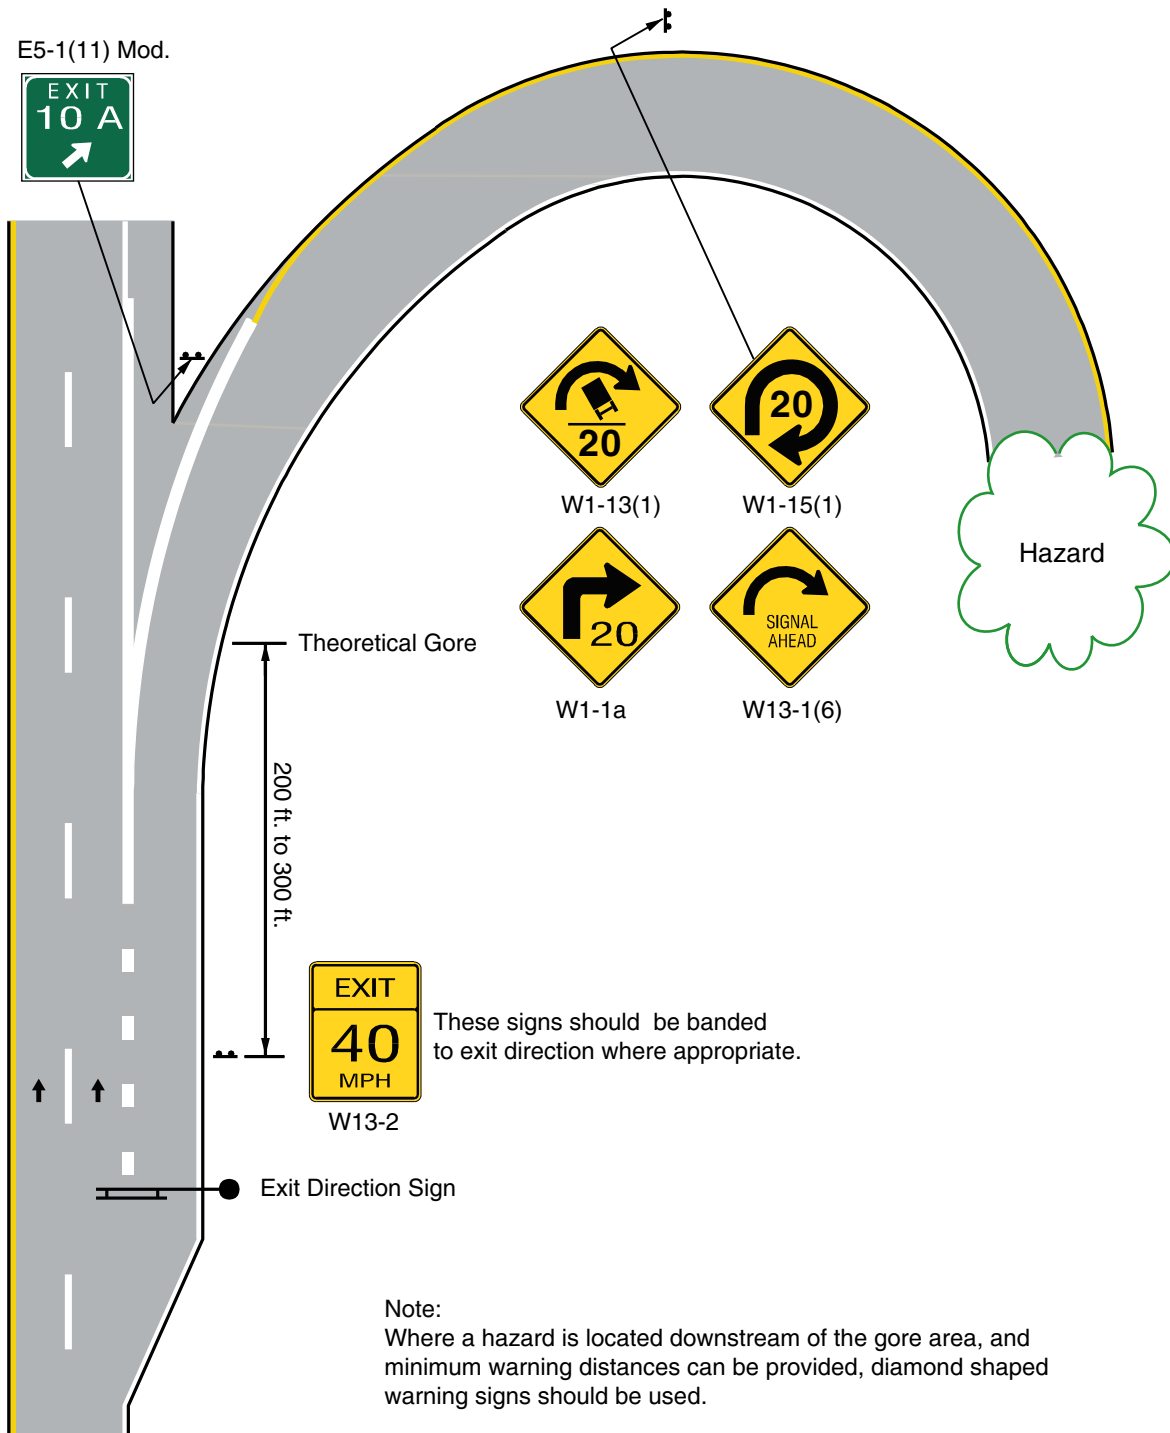 E5-1(11) Mod.
EXIT
10 A
20
20
W1-13(1)
W1-15(1)
20
SIGNAL
AHEAD
W1-1a
W13-1(6)
Hazard
Theoretical Gore
200 ft. to 300 ft.
EXIT
40
MPH
W13-2
These signs should be banded
to exit direction where appropriate.
Exit Direction Sign
Note:
Where a hazard is located downstream of the gore area, and
minimum warning distances can be provided, diamond shaped
warning signs should be used.